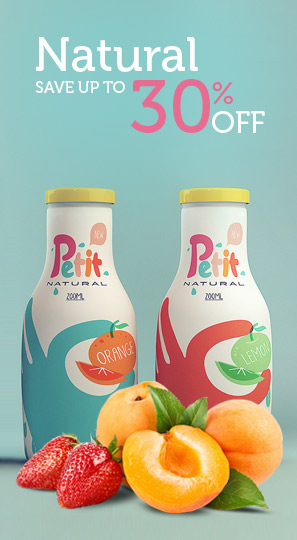 Natural
SAVE UP TO 30%
OFF
NEW
Petit
NATURAL
200ML
ORANGE
NEW
Petit
NATURAL
200ML
LEMON